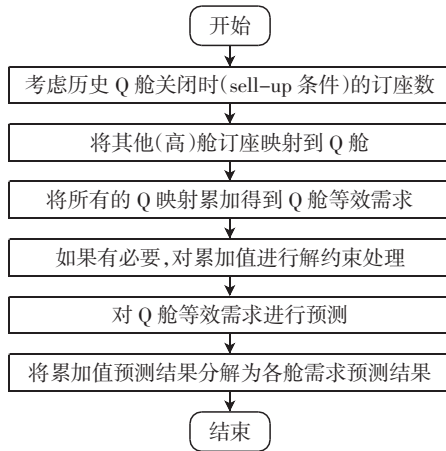 开始
考虑历史 Q 舱关闭时(sell-up 条件)的订座数
将其他(高)舱订座映射到 Q 舱
将所有的 Q 映射累加得到 Q 舱等效需求
如果有必要,对累加值进行解约束处理
对 Q 舱等效需求进行预测
将累加值预测结果分解为各舱需求预测结果
结束